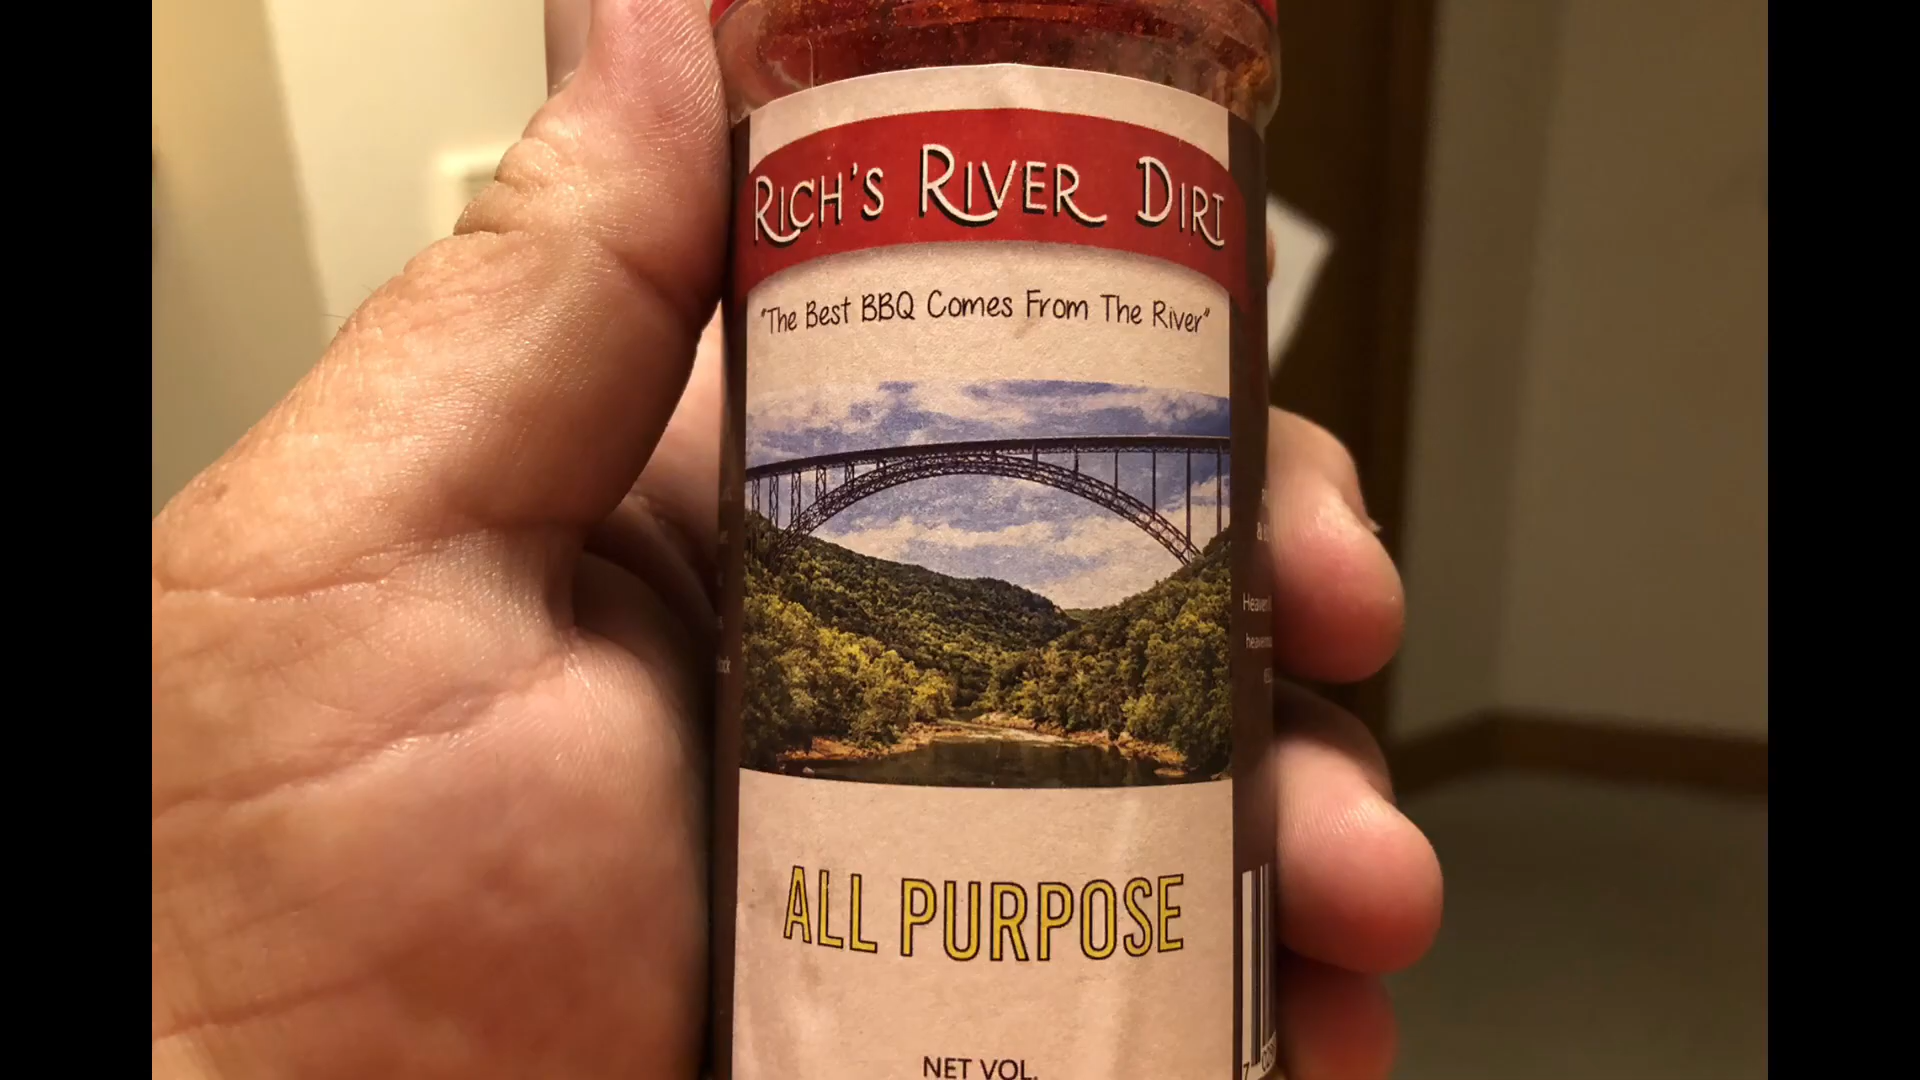 RICH'S RIVER DIRT
"The Best BBQ Comes From The River"
ALL PURPOSE
NET VOL.